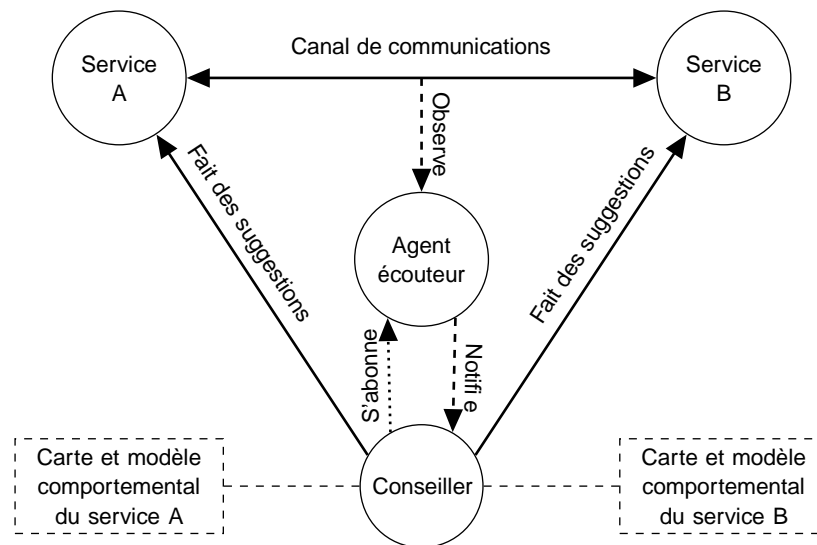 Canal de communications
Service
A
Service
B
Observe
Fait des suggestions
Fait des suggestions
Agent
écouteur
S'abonne
Notifi e
Carte et modèle
comportemental
du service A
Conseiller
Carte et modèle
comportemental
du service B